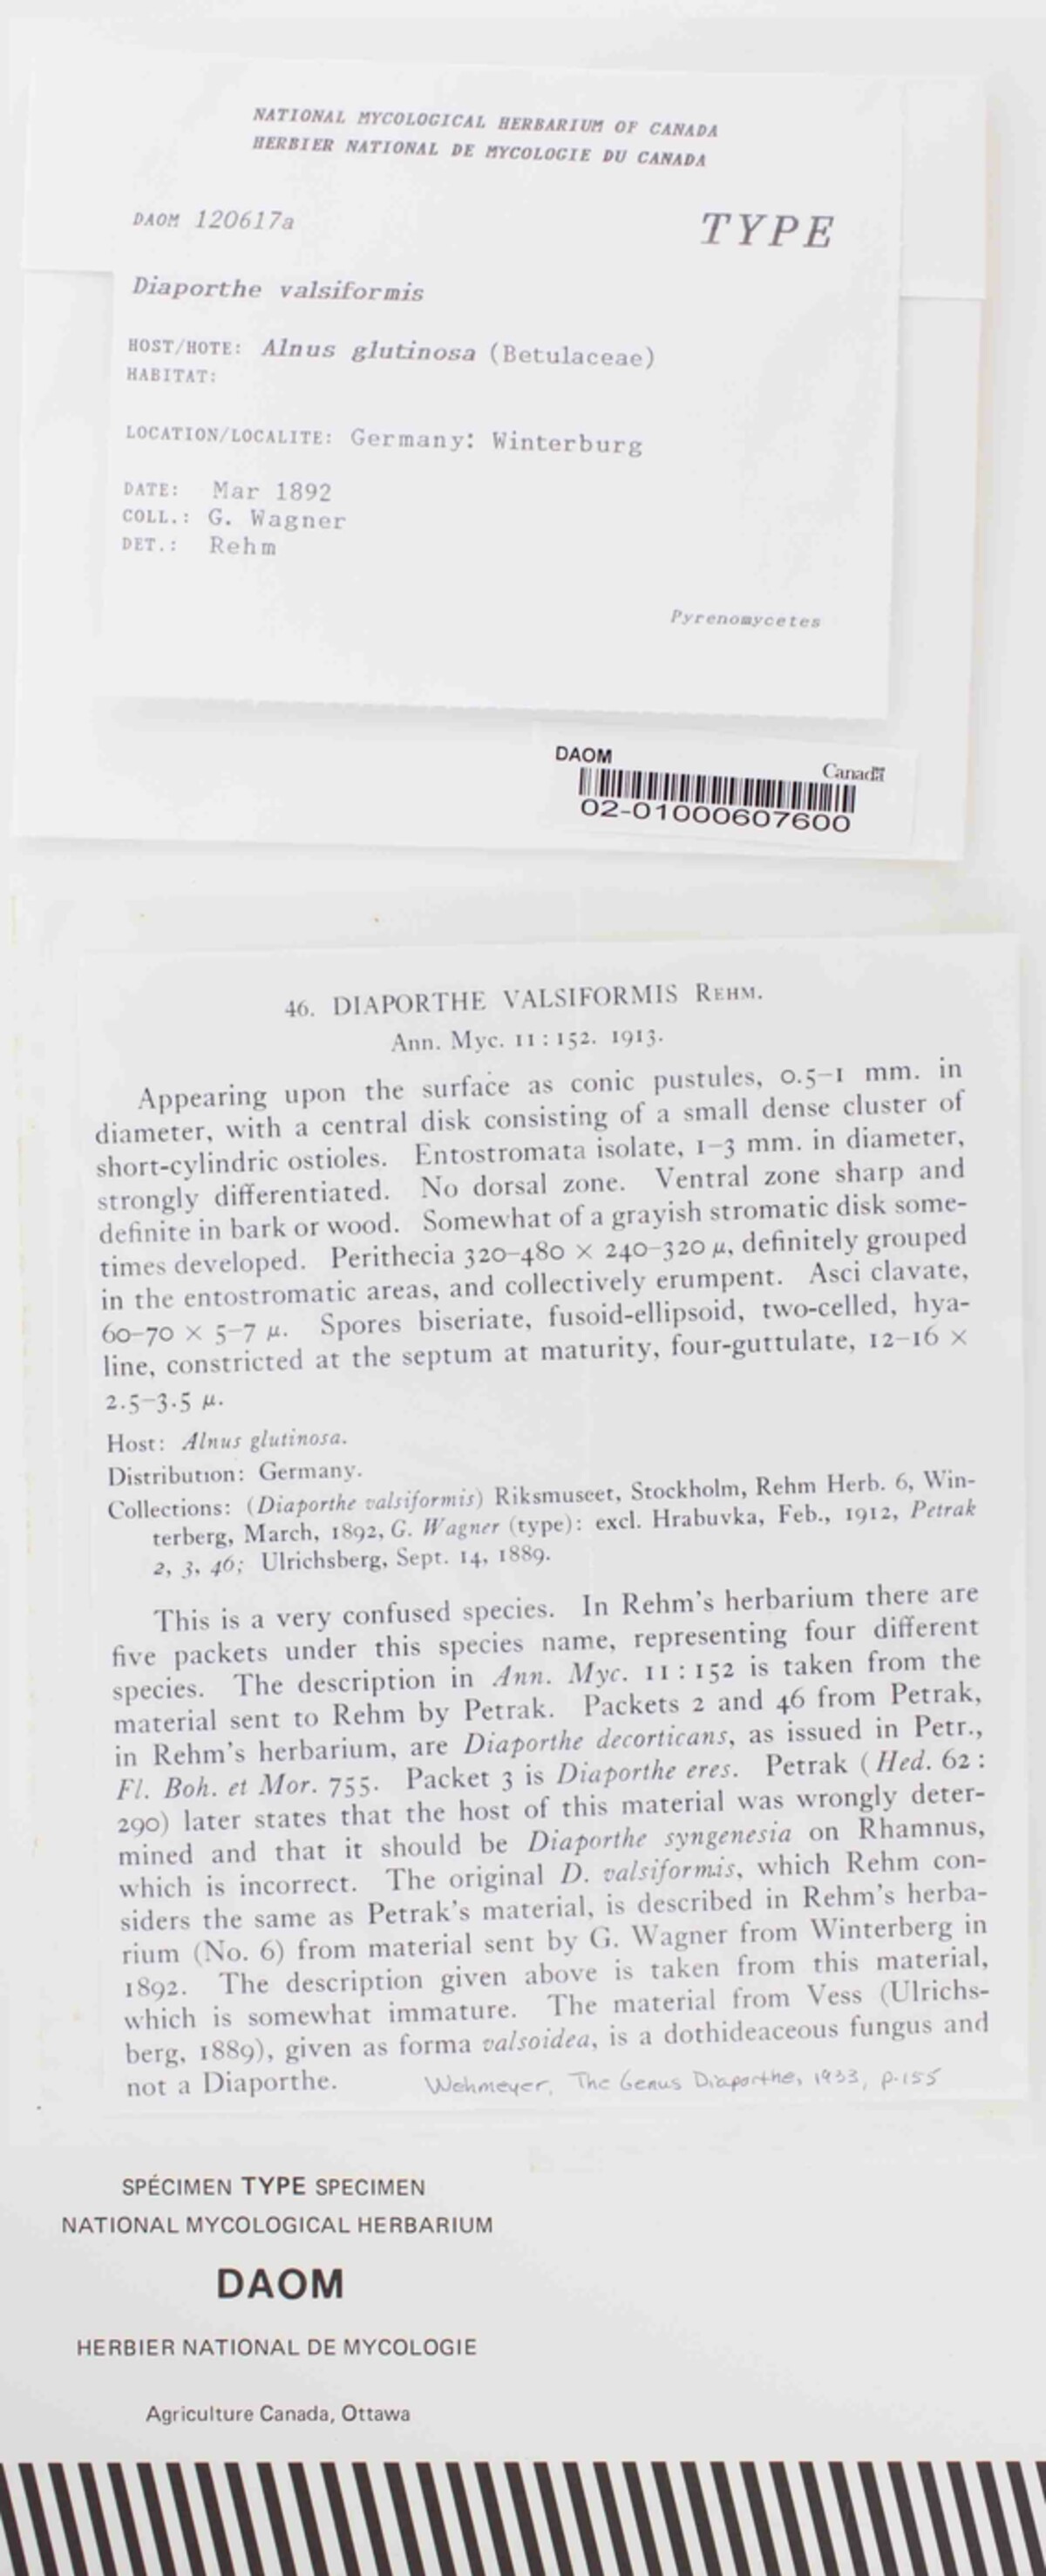 NATIONAL MYCOLOGICAL HERBARIUM OF CANADA
HERBIER NATIONAL DE MYCOLOGIE DU CANADA
DAOM 120617a
TYPE
Diaporthe valsiformis
HOST/HOTE: Alnus glutinosa (Betulaceae)
HABITAT:
LOCATION/LOCALITE: Germany: Winterburg
DATE: Mar 1892
COLL.: G. Wagner
DET.: Rehm
Pyrenomycetes
DAOM
Canada
02-01000607600
46. DIAPORTHE VALSIFORMIS REHM.
Ann. Myc. 11:152. 1913.
Appearing upon the surface as conic pustules, 0.5–1 mm. in
diameter, with a central disk consisting of a small dense cluster of
short-cylindric ostioles. Entostromata isolate, 1–3 mm. in diameter,
strongly differentiated. No dorsal zone. Ventral zone sharp and
definite in bark or wood. Somewhat of a grayish stromatic disk some-
times developed. Perithecia 320–480 × 240–320 μ, definitely grouped
in the entostromatic areas, and collectively erumpent. Asci clavate,
60–70 × 5–7 μ. Spores biseriate, fusoid-ellipsoid, two-celled, hya-
line, constricted at the septum at maturity, four-guttulate, 12–16 ×
2.5–3.5 μ.
Host: Alnus glutinosa.
Distribution: Germany.
Collections: (Diaporthe valsiformis) Riksmuseet, Stockholm, Rehm Herb. 6, Win-
terberg, March, 1892, G. Wagner (type): excl. Hrabuvka, Feb., 1912, Petrak
2, 3, 46; Ulrichsberg, Sept. 14, 1889.
This is a very confused species. In Rehm's herbarium there are
five packets under this species name, representing four different
species. The description in Ann. Myc. 11:152 is taken from the
material sent to Rehm by Petrak. Packets 2 and 46 from Petrak,
in Rehm's herbarium, are Diaporthe decorticans, as issued in Petr.,
Fl. Boh. et Mor. 755. Packet 3 is Diaporthe eres. Petrak (Hed. 62:
290) later states that the host of this material was wrongly deter-
mined and that it should be Diaporthe syngenesia on Rhamnus,
which is incorrect. The original D. valsiformis, which Rehm con-
siders the same as Petrak's material, is described in Rehm's herba-
rium (No. 6) from material sent by G. Wagner from Winterberg in
1892. The description given above is taken from this material,
which is somewhat immature. The material from Vess (Ulrichs-
berg, 1889), given as forma valsoidea, is a dothideaceous fungus and
not a Diaporthe.
Wehmeyer, The Genus Diaporthe, 1933, p.155
SPÉCIMEN TYPE SPECIMEN
NATIONAL MYCOLOGICAL HERBARIUM
DAOM
HERBIER NATIONAL DE MYCOLOGIE
Agriculture Canada, Ottawa